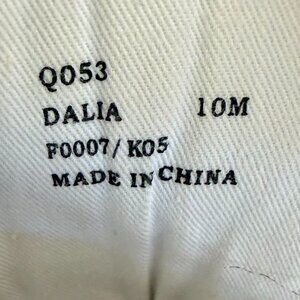 Q053
DALIA 10M
F0007/K05
MADE IN CHINA